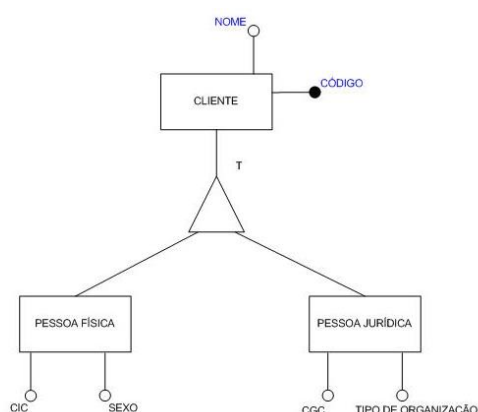 NOME
CÓDIGO
CLIENTE
T
PESSOA FÍSICA
PESSOA JURÍDICA
CIC
SEXO
CGC
TIPO DE ORGANIZAÇÃO